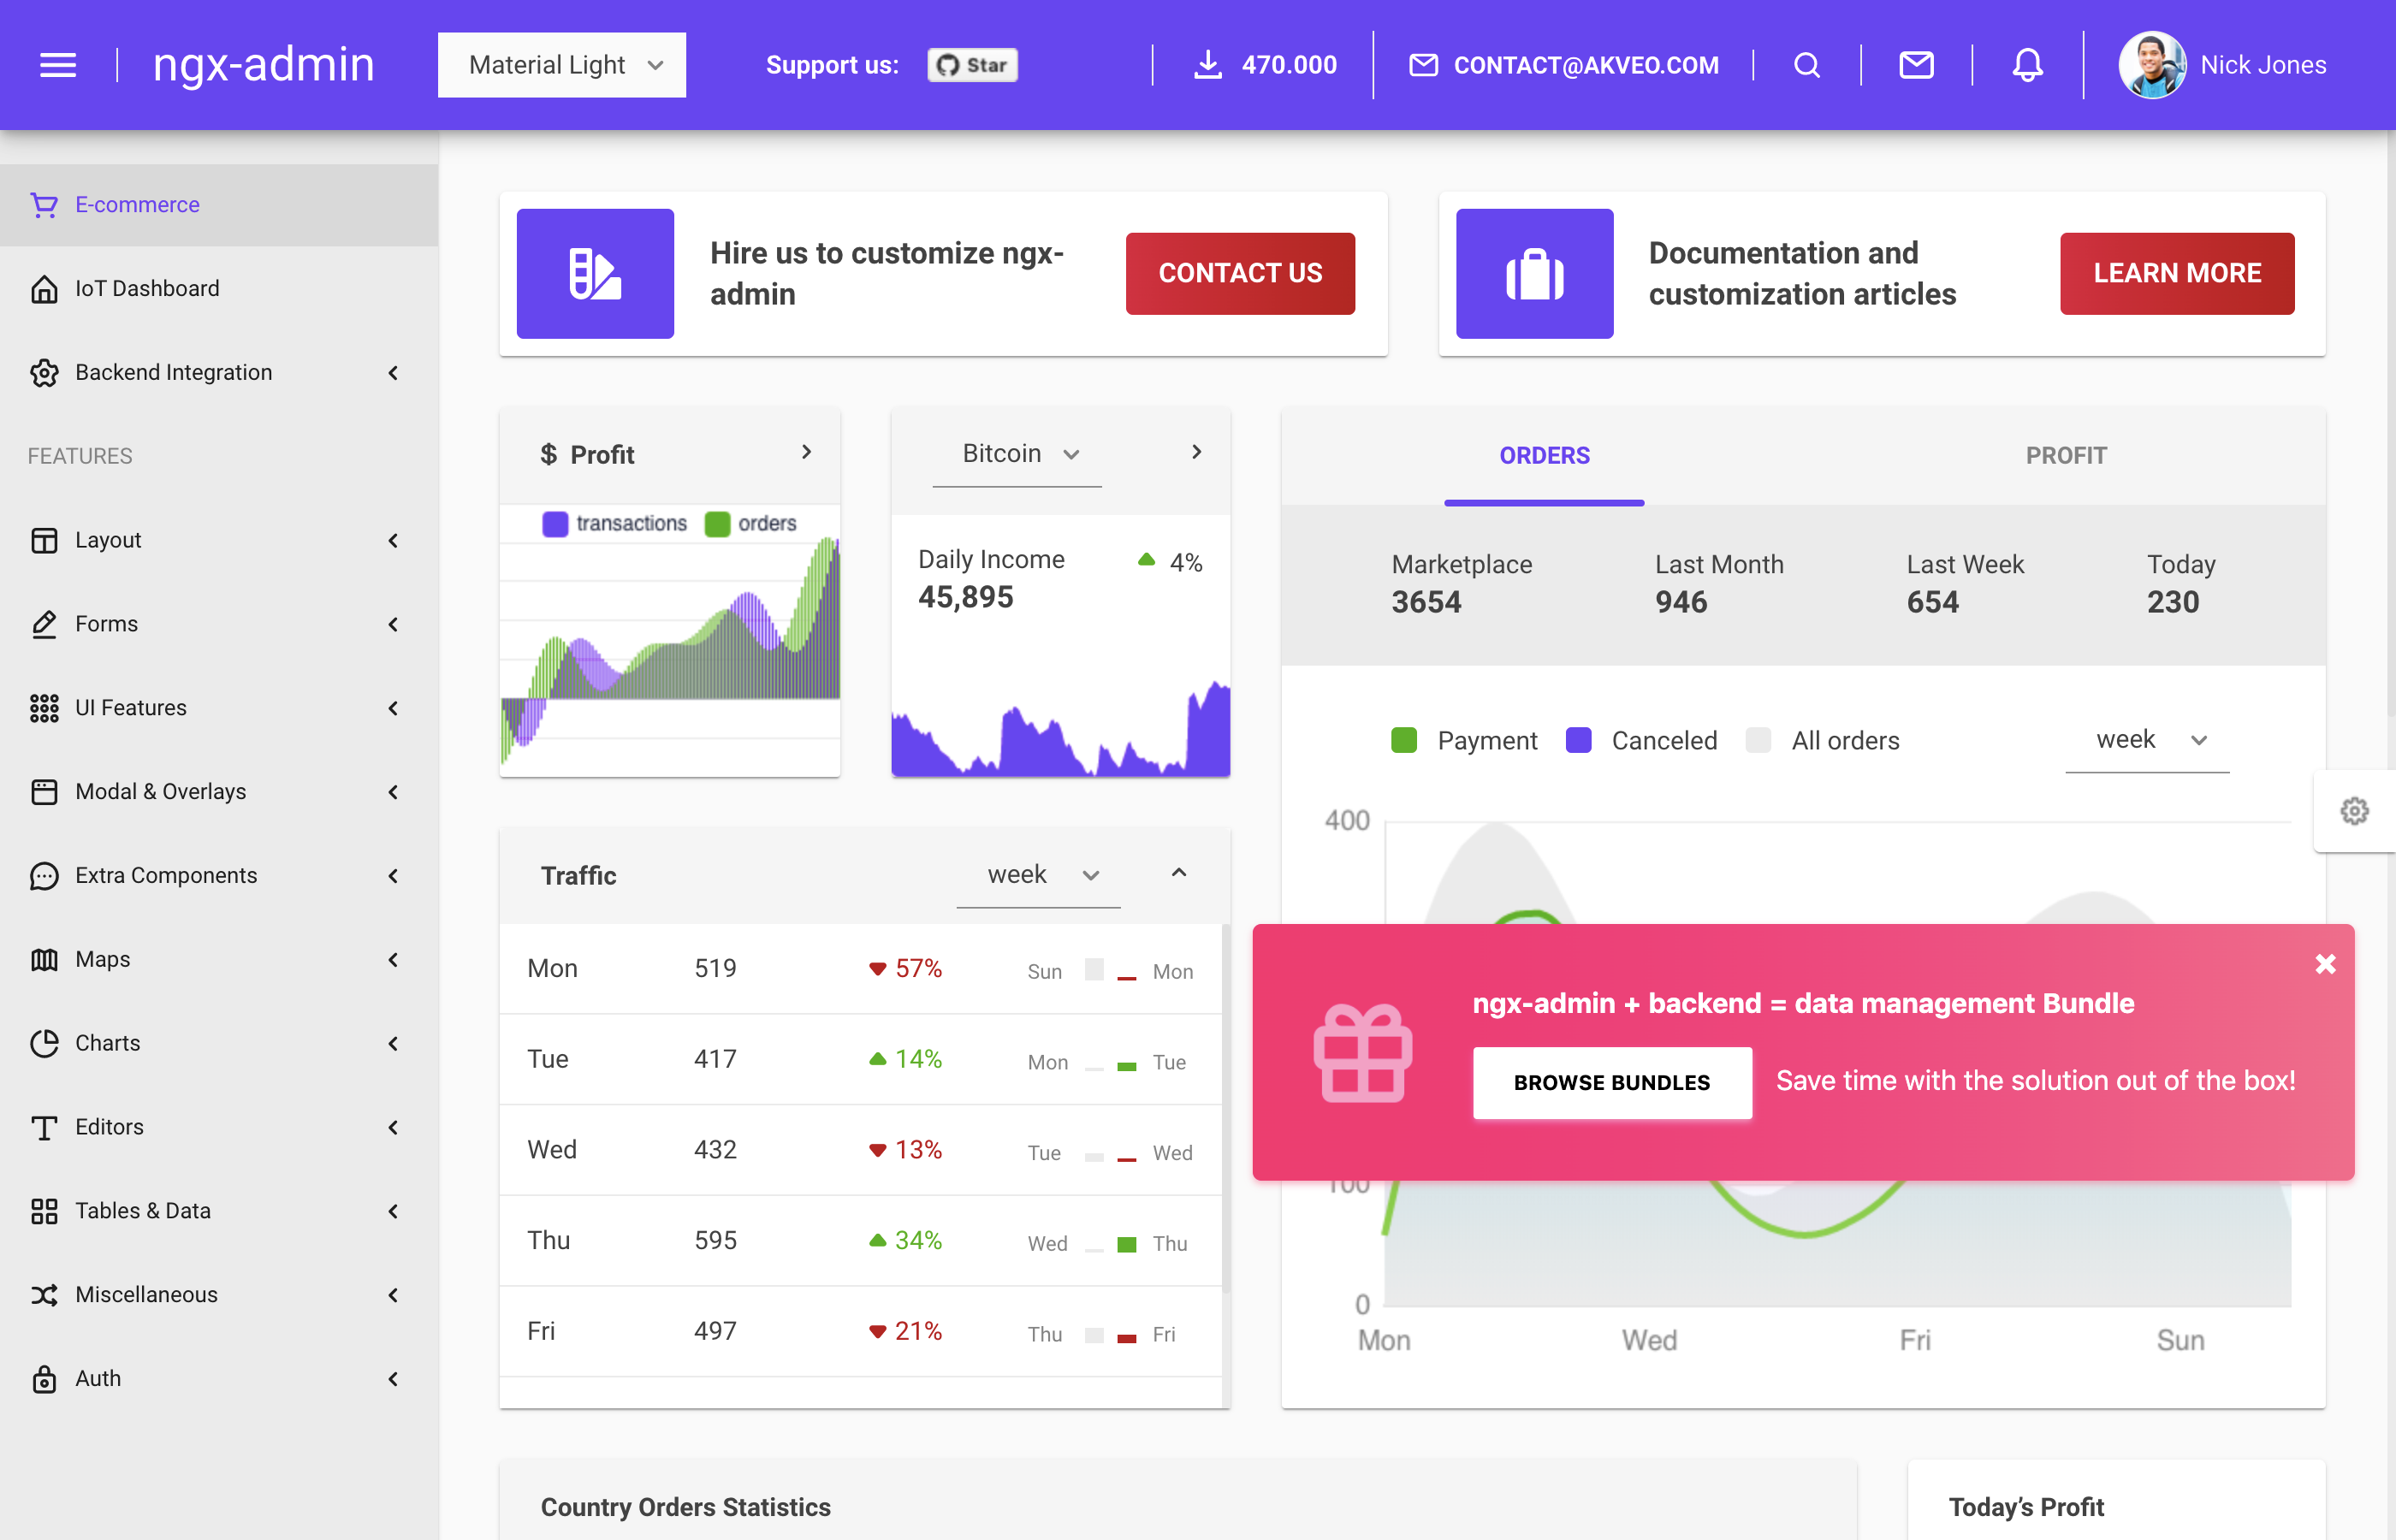 ngx-admin
Material Light
Support us:
Star
470.000
CONTACT@AKVEO.COM
Nick Jones
E-commerce
IoT Dashboard
Backend Integration
FEATURES
Layout
Forms
UI Features
Modal & Overlays
Extra Components
Maps
Charts
Editors
Tables & Data
Miscellaneous
Auth
Hire us to customize ngx-
admin
CONTACT US
Documentation and
customization articles
LEARN MORE
$ Profit
transactions orders
Bitcoin
Daily Income
45,895
4%
ORDERS PROFIT
Marketplace Last Month Last Week Today
3654 946 654 230
Payment Canceled All orders week
400
100
0
Mon Wed Fri Sun
Traffic week
Mon 519 57% Sun Mon
Tue 417 14% Mon Tue
Wed 432 13% Tue Wed
Thu 595 34% Wed Thu
Fri 497 21% Thu Fri
ngx-admin + backend = data management Bundle
BROWSE BUNDLES Save time with the solution out of the box!
Country Orders Statistics
Today’s Profit